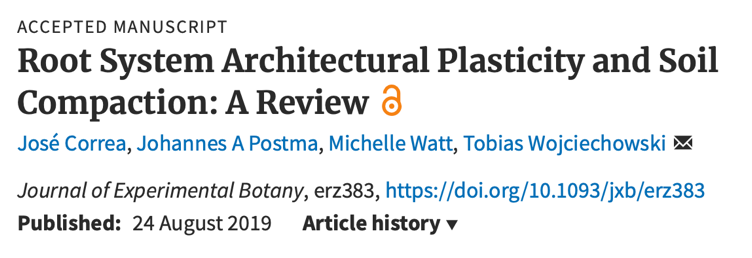 ACCEPTED MANUSCRIPT
Root System Architectural Plasticity and Soil
Compaction: A Review
José Correa, Johannes A Postma, Michelle Watt, Tobias Wojciechowski
Journal of Experimental Botany, erz383, https://doi.org/10.1093/jxb/erz383
Published: 24 August 2019 Article history ▾